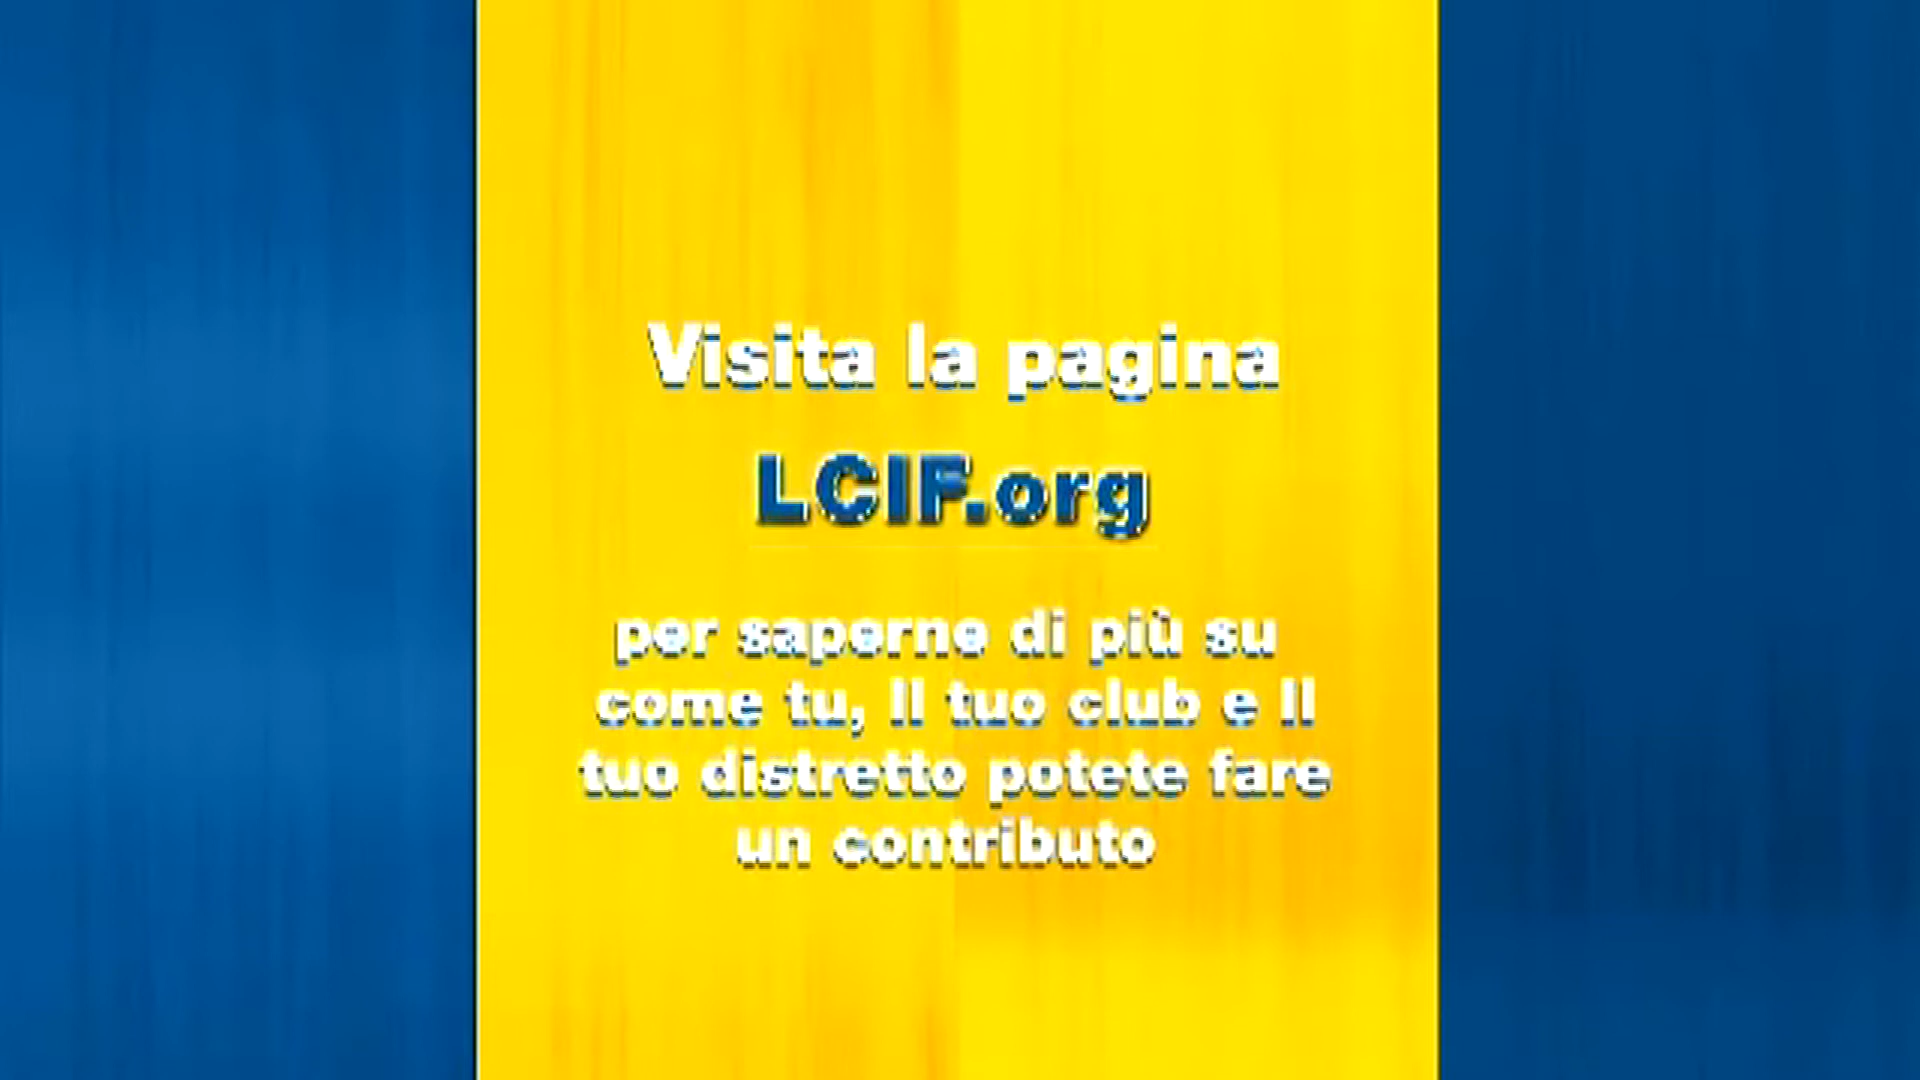 Visita la pagina
LCIF.org
per saperne di più su
come tu, il tuo club e il
tuo distretto potete fare
un contributo